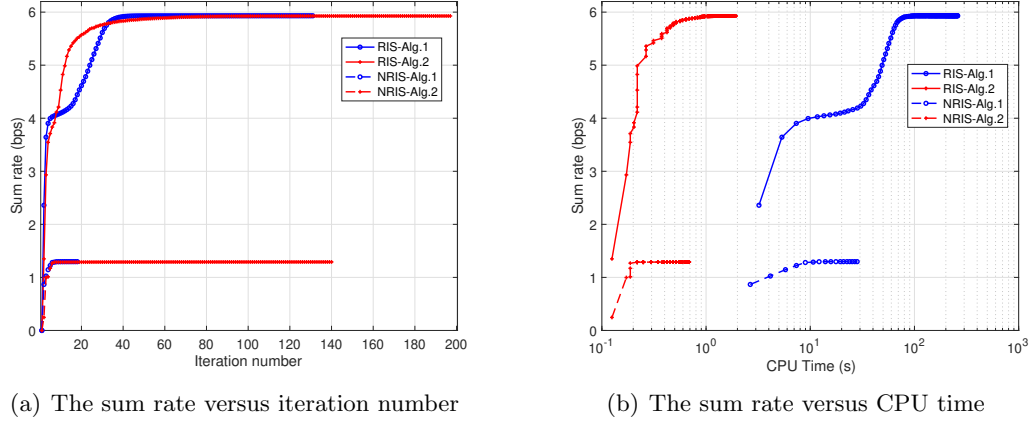 6
5
4
3
2
1
0
Sum rate (bps)
RIS-Alg.1
RIS-Alg.2
NRIS-Alg.1
NRIS-Alg.2
20 40 60 80 100 120 140 160 180 200
Iteration number
(a) The sum rate versus iteration number
6
5
4
3
2
1
0
Sum rate (bps)
RIS-Alg.1
RIS-Alg.2
NRIS-Alg.1
NRIS-Alg.2
10^-1 10^0 10^1 10^2 10^3
CPU Time (s)
(b) The sum rate versus CPU time